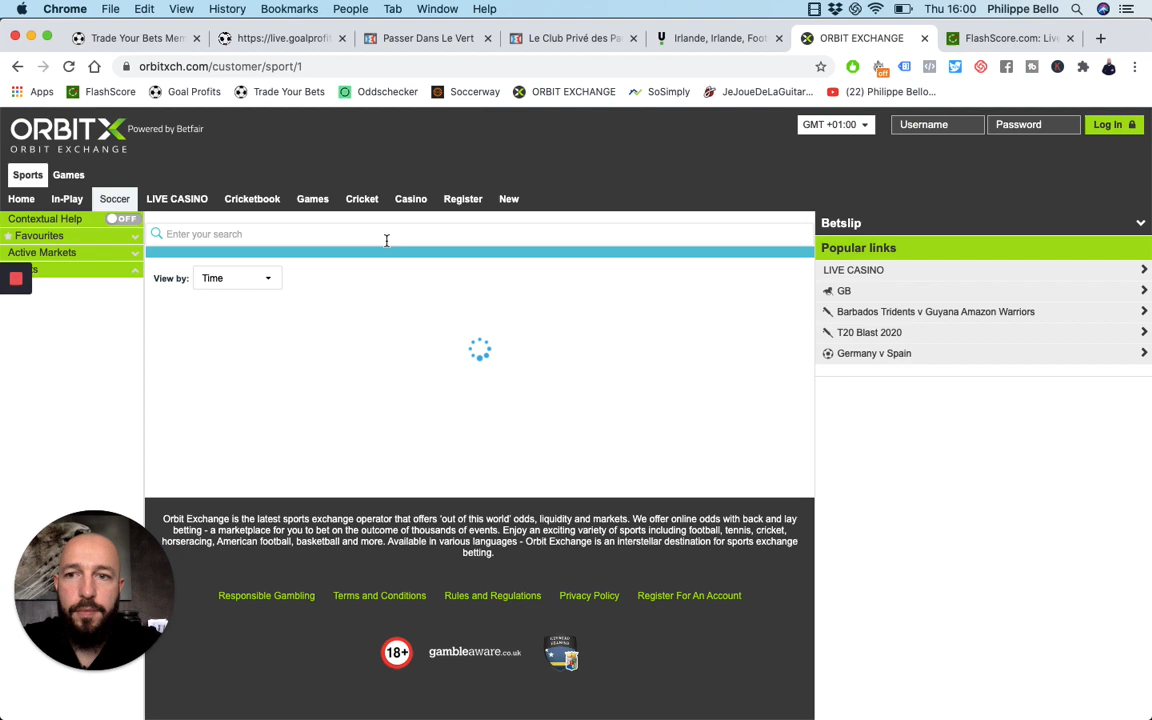 Chrome File Edit View History Bookmarks People Tab Window Help Thu 16:00 Philippe Bello
Trade Your Bets Mem https://live.goalprofit Passer Dans Le Vert Le Club Privé des Pa Irlande, Irlande, Foot ORBIT EXCHANGE FlashScore.com: Liv
orbitxch.com/customer/sport/1
off
Apps FlashScore Goal Profits Trade Your Bets Oddschecker Soccerway ORBIT EXCHANGE SoSimply JeJoueDeLaGuitar... (22) Philippe Bello...
ORBITX Powered by Betfair
ORBIT EXCHANGE
GMT +01:00 Username Password Log In
Sports Games
Home In-Play Soccer LIVE CASINO Cricketbook Games Cricket Casino Register New
Contextual Help OFF
Favourites
Active Markets
Enter your search
View by: Time
Betslip
Popular links
LIVE CASINO
GB
Barbados Tridents v Guyana Amazon Warriors
T20 Blast 2020
Germany v Spain
Orbit Exchange is the latest sports exchange operator that offers 'out of this world' odds, liquidity and markets. We offer online odds with back and lay
betting - a marketplace for you to bet on the outcome of thousands of events. Enjoy an exciting variety of sports including football, tennis, cricket,
horseracing, American football, basketball and more. Available in various languages - Orbit Exchange is an interstellar destination for sports exchange
betting.
Responsible Gambling Terms and Conditions Rules and Regulations Privacy Policy Register For An Account
18+ gambleaware.co.uk